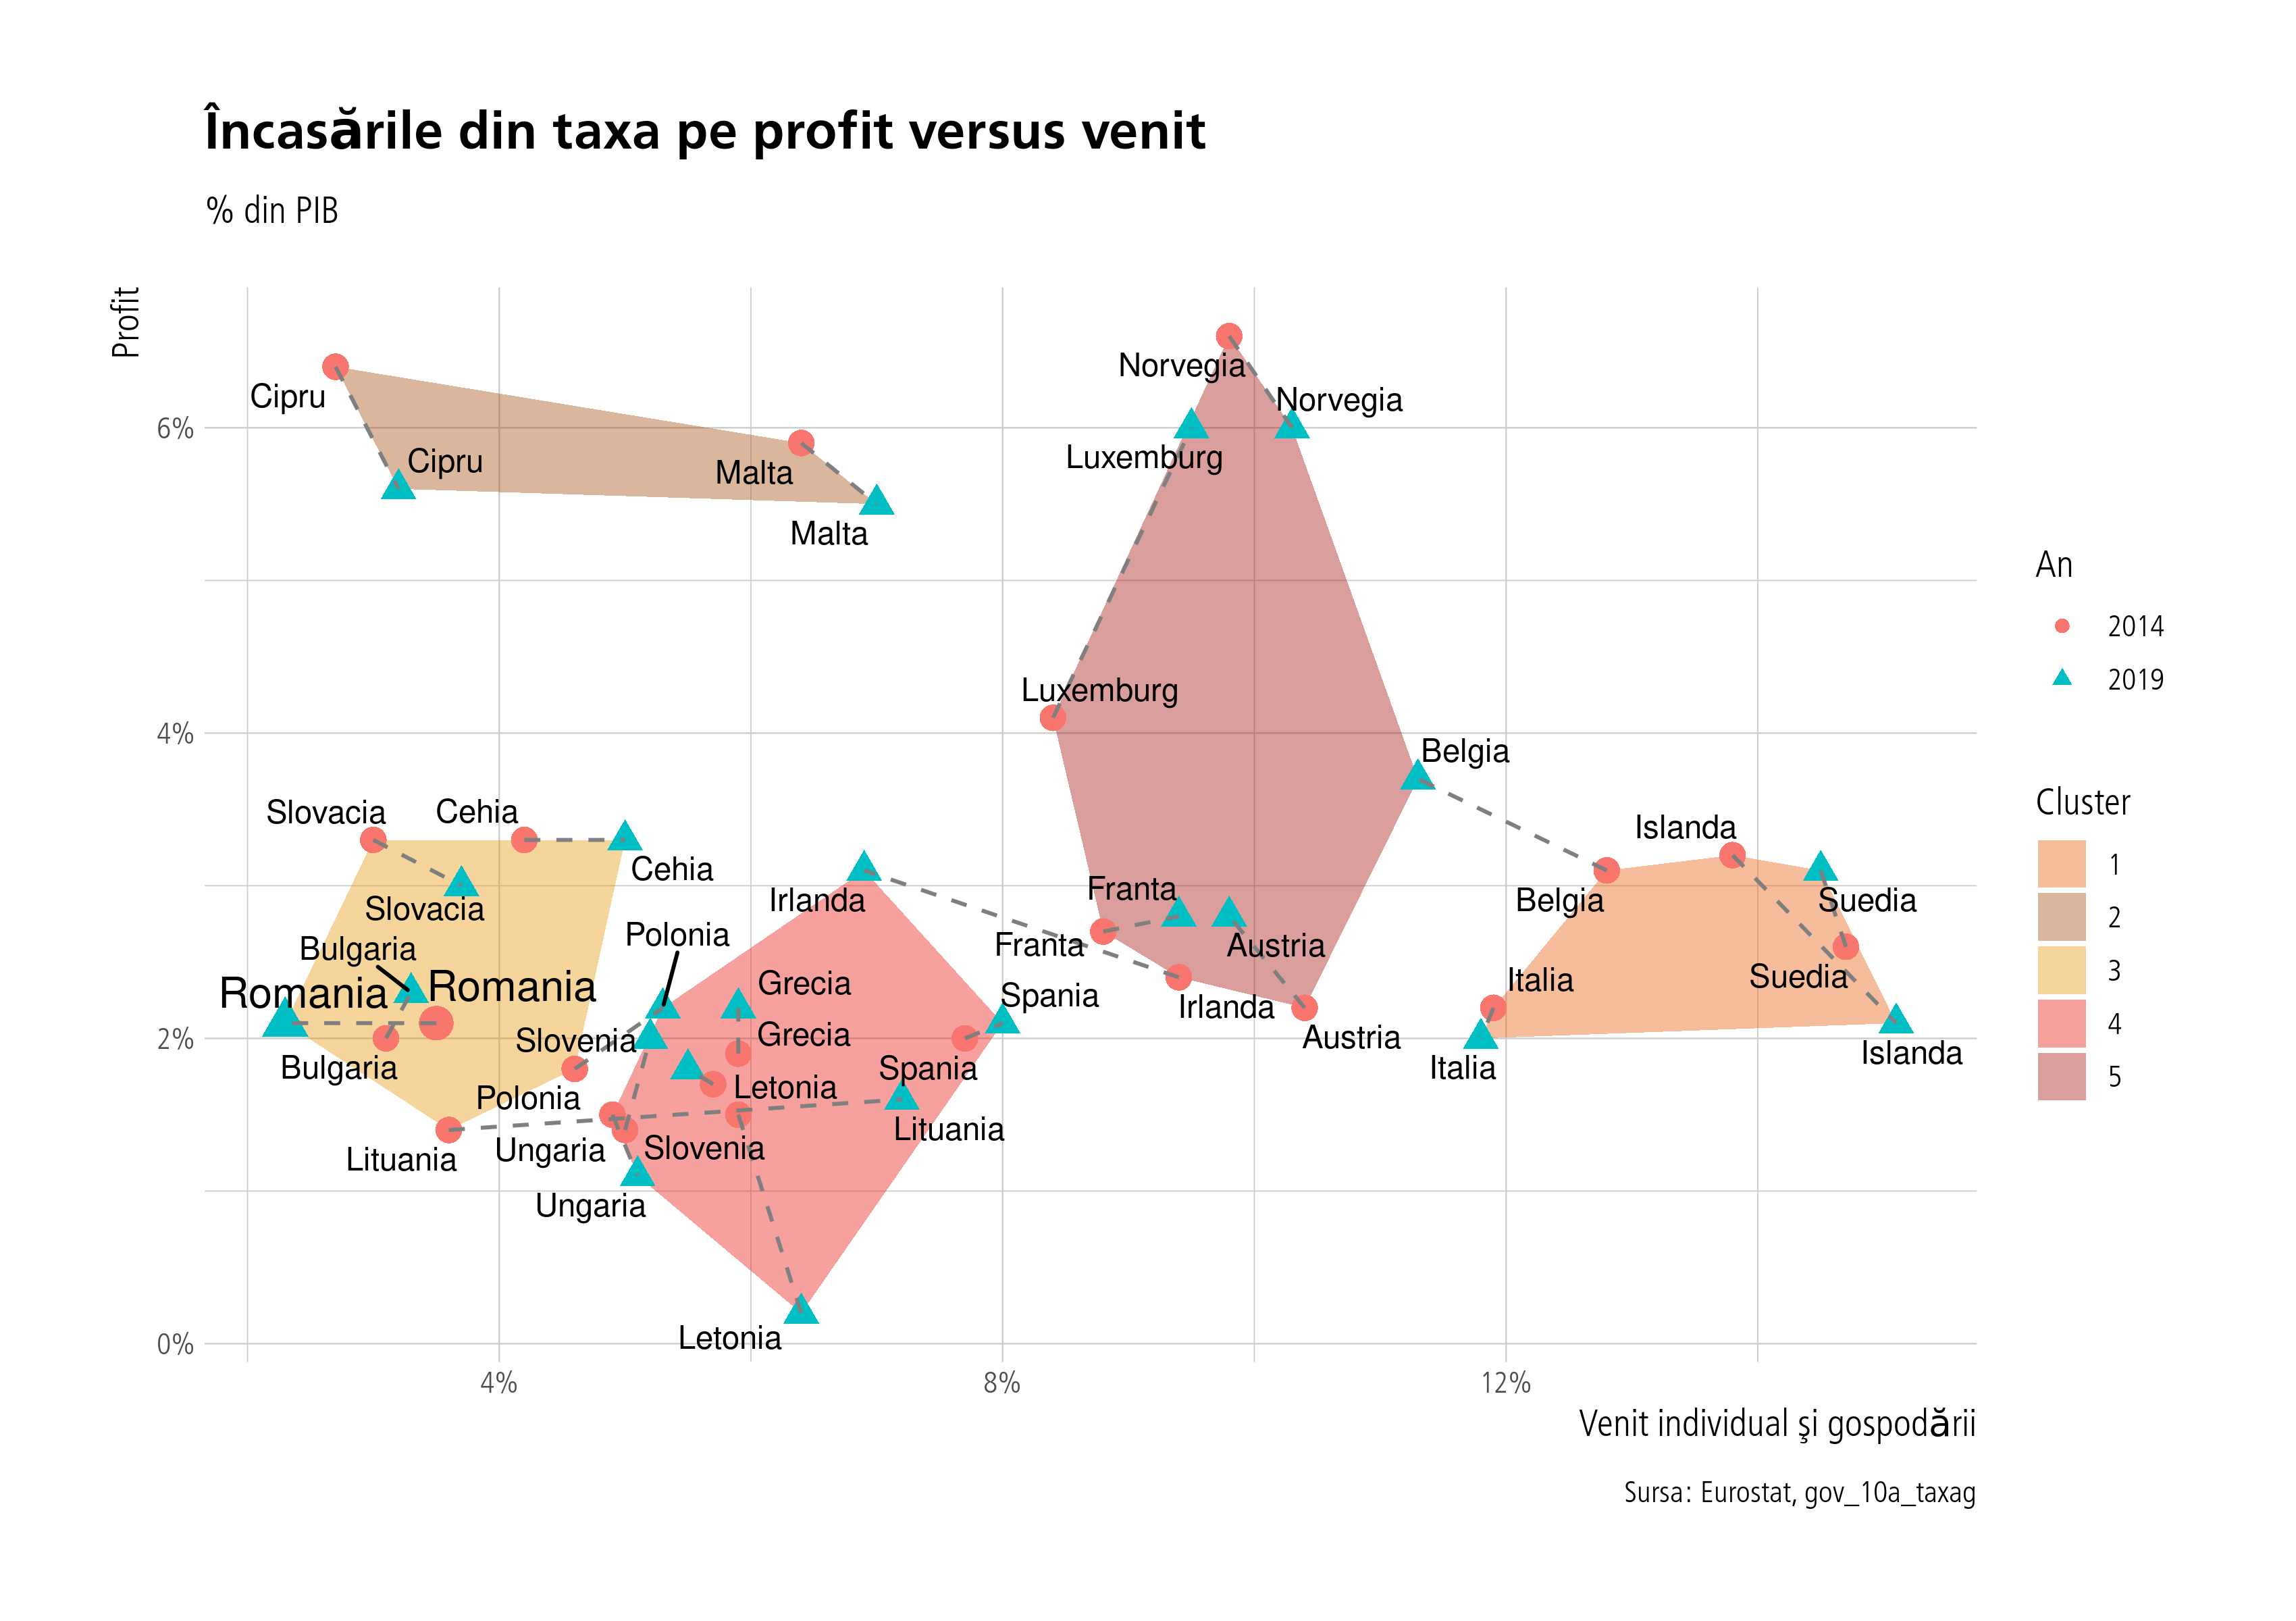 Încasările din taxa pe profit versus venit
% din PIB
Profit
6%
4%
2%
0%
4%
8%
12%
Norvegia
Cipru
Norvegia
Luxemburg
Cipru
Malta
Malta
Luxemburg
Belgia
Slovacia
Cehia
Islanda
Cehia
Franta
Irlanda
Belgia
Suedia
Slovacia
Polonia
Bulgaria
Franta
Austria
Romania
Romania
Grecia
Italia
Suedia
Spania
Irlanda
Slovenia
Grecia
Austria
Islanda
Bulgaria
Spania
Italia
Letonia
Polonia
Lituania
Ungaria
Slovenia
Lituania
Ungaria
Letonia
Venit individual şi gospodării
Sursa: Eurostat, gov_10a_taxag
An
2014
2019
Cluster
1
2
3
4
5